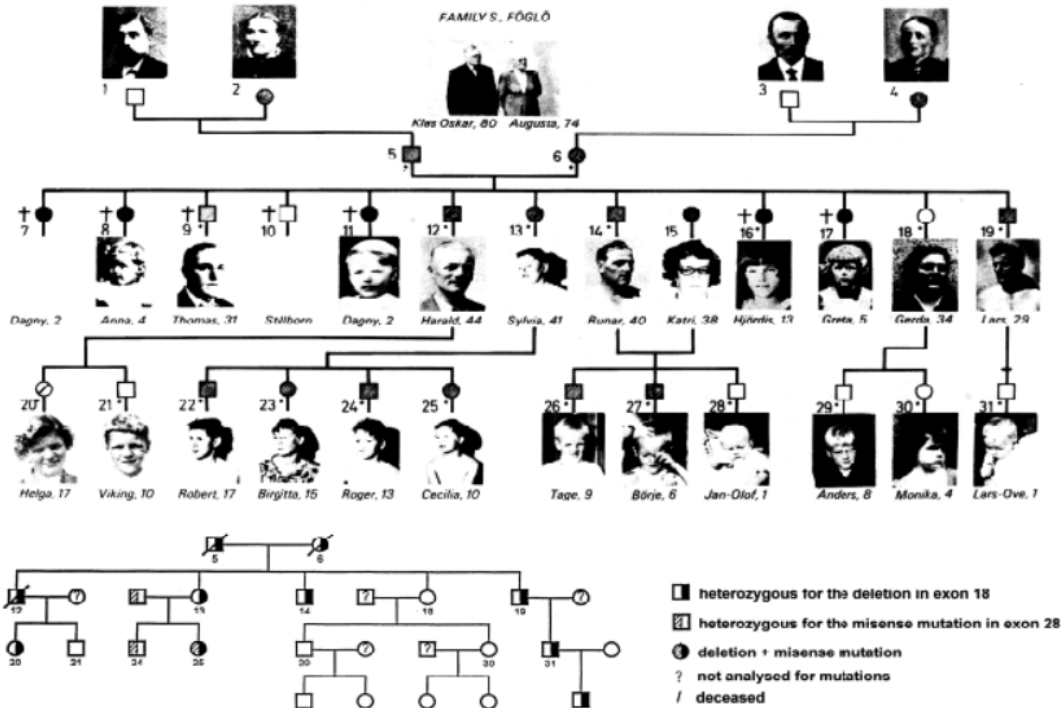 FAMILY S., FÖGLÖ
1
2
3
4
Klas Oskar, 80 Augusta, 74
5
6
7 8 9 10 11 12 13 14 15 16 17 18 19
Dagny, 2 Anna, 4 Thomas, 31 Stillborn Dagny, 2 Harald, 44 Sylvia, 41 Runar, 40 Katri, 38 Hjördis, 13 Greta, 5 Gerda, 34 Lars, 29
20 21 22 23 24 25 26 27 28 29 30 31
Helga, 17 Viking, 10 Robert, 17 Birgitta, 15 Roger, 13 Cecilia, 10 Tage, 9 Börje, 6 Jan-Olof, 1 Anders, 8 Monika, 4 Lars-Ove, 1
5 6
heterozygous for the deletion in exon 18
? ? ?
12 13 14 18 19
heterozygous for the misense mutation in exon 28
deletion + misense mutation
20 21 24 25 29 ? ? 30 31
? not analysed for mutations
/ deceased